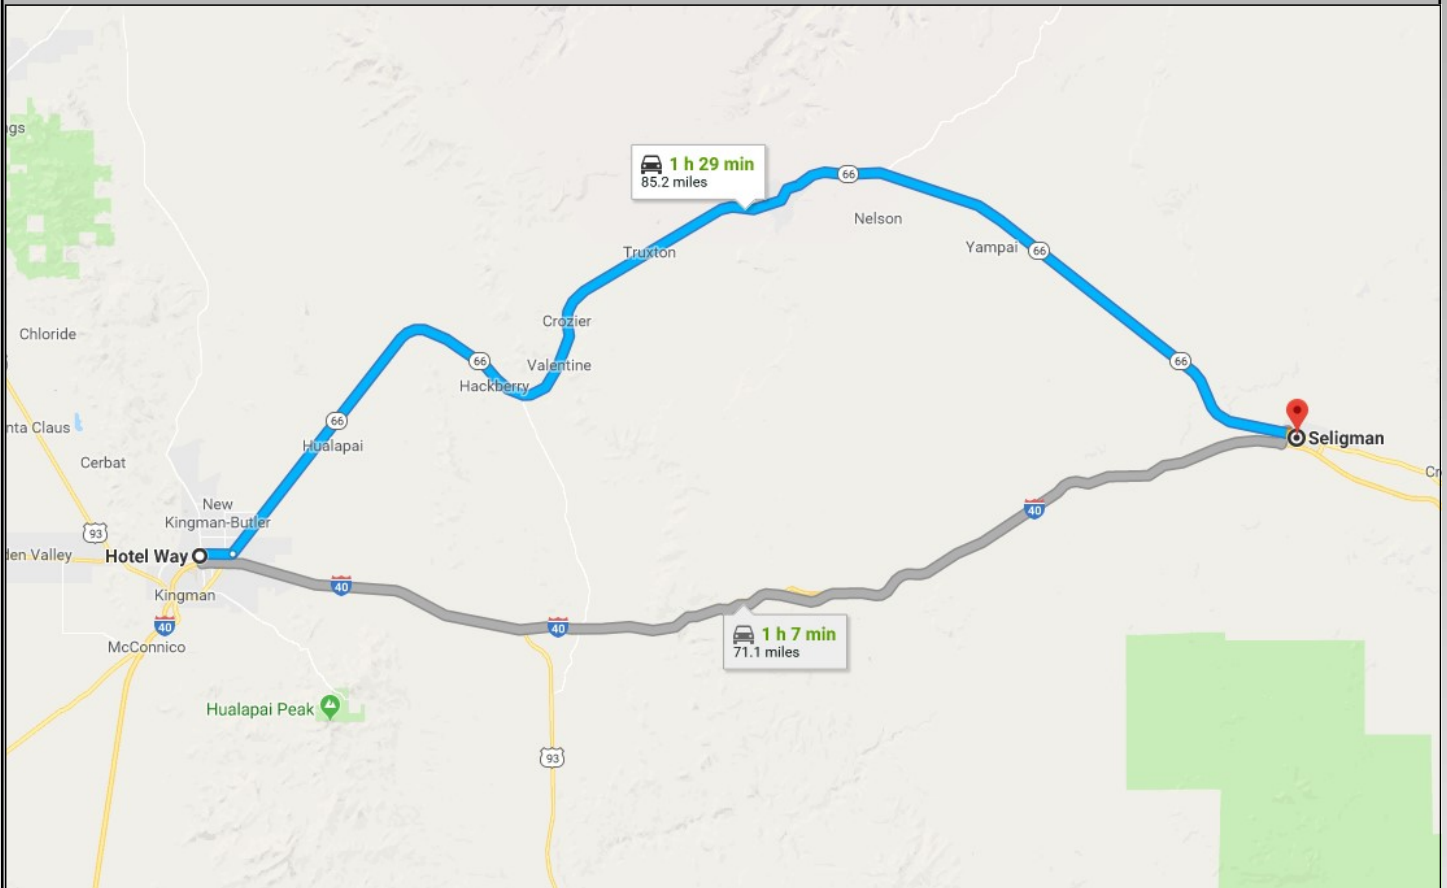 gs
1 h 29 min
85.2 miles
66
Nelson
Yampai
66
Truxton
Crozier
Chloride
66
Valentine
66
Hackberry
66
nta Claus
Hualapai
Seligman
Cerbat
Cr
New
Kingman-Butler
40
93
den Valley
Hotel Way
40
Kingman
40
40
1 h 7 min
71.1 miles
McConnico
Hualapai Peak
93